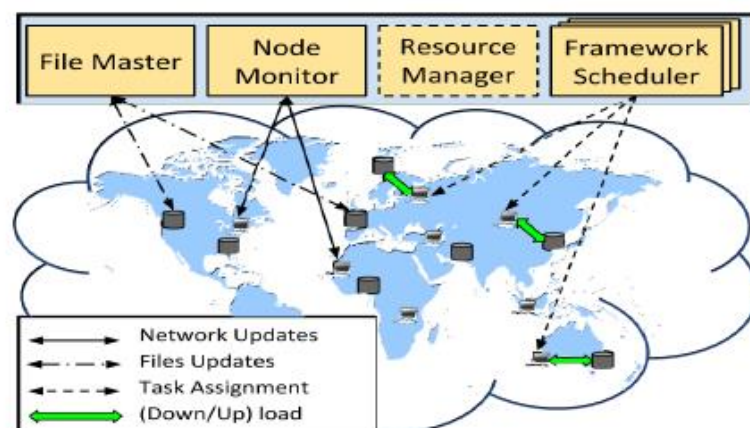 File Master
Node
Monitor
Resource
Manager
Framework
Scheduler
Network Updates
Files Updates
Task Assignment
(Down/Up) load